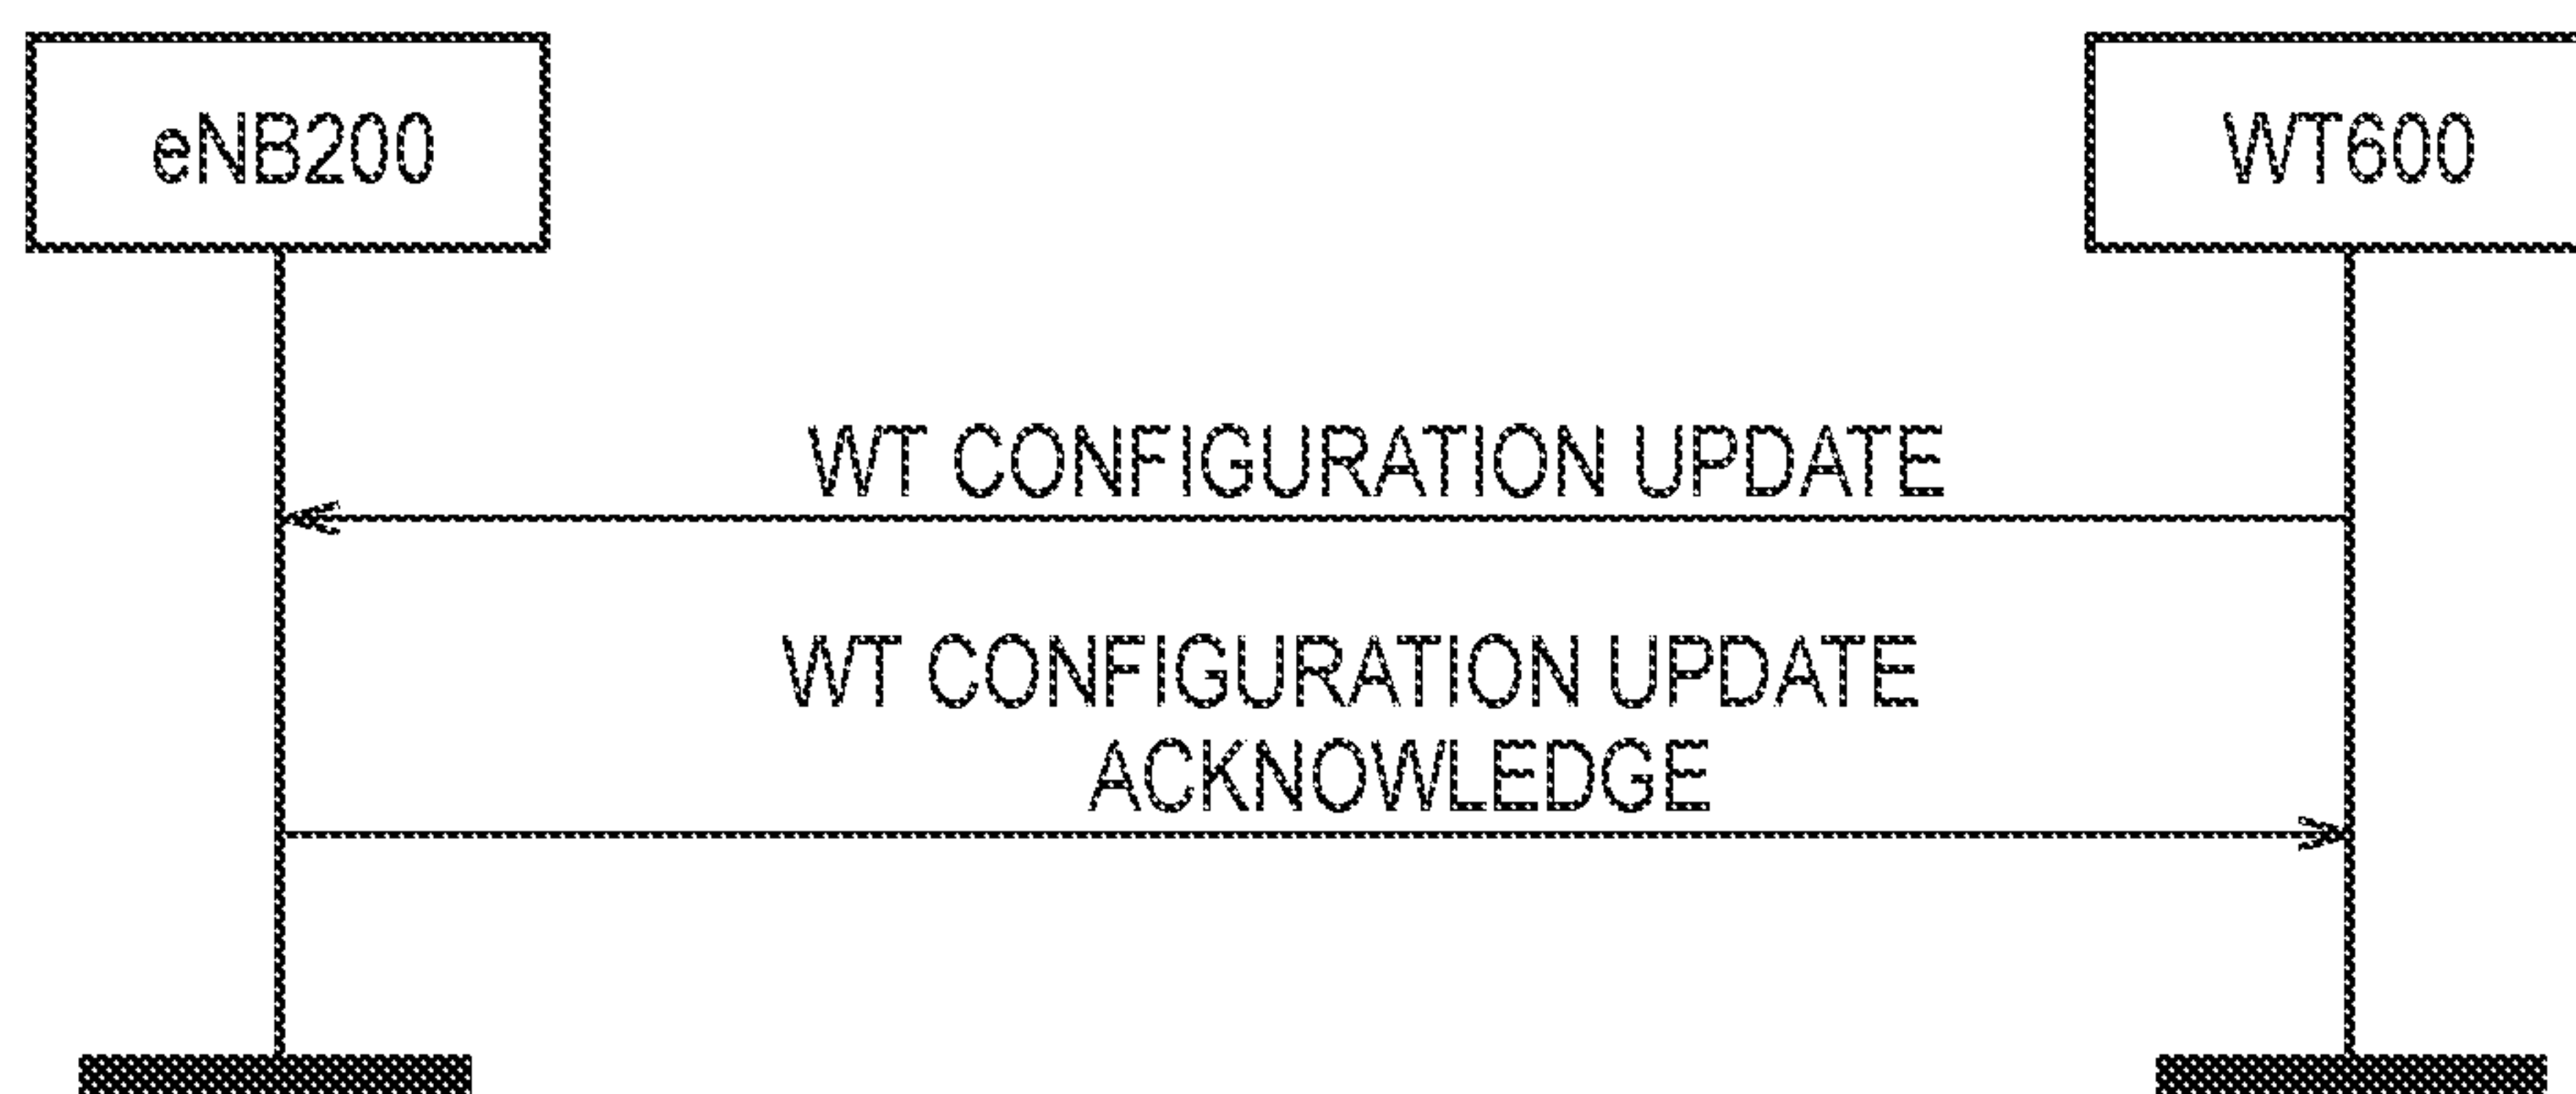 eNB200
WT600
WT CONFIGURATION UPDATE
WT CONFIGURATION UPDATE
ACKNOWLEDGE